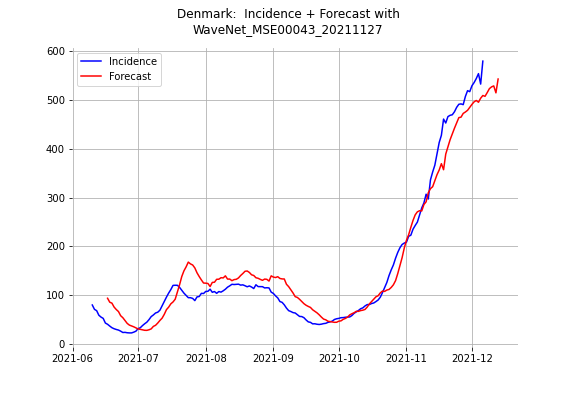 Denmark:  Incidence + Forecast with
WaveNet_MSE00043_20211127
Incidence
Forecast
600
500
400
300
200
100
0
2021-06 2021-07 2021-08 2021-09 2021-10 2021-11 2021-12